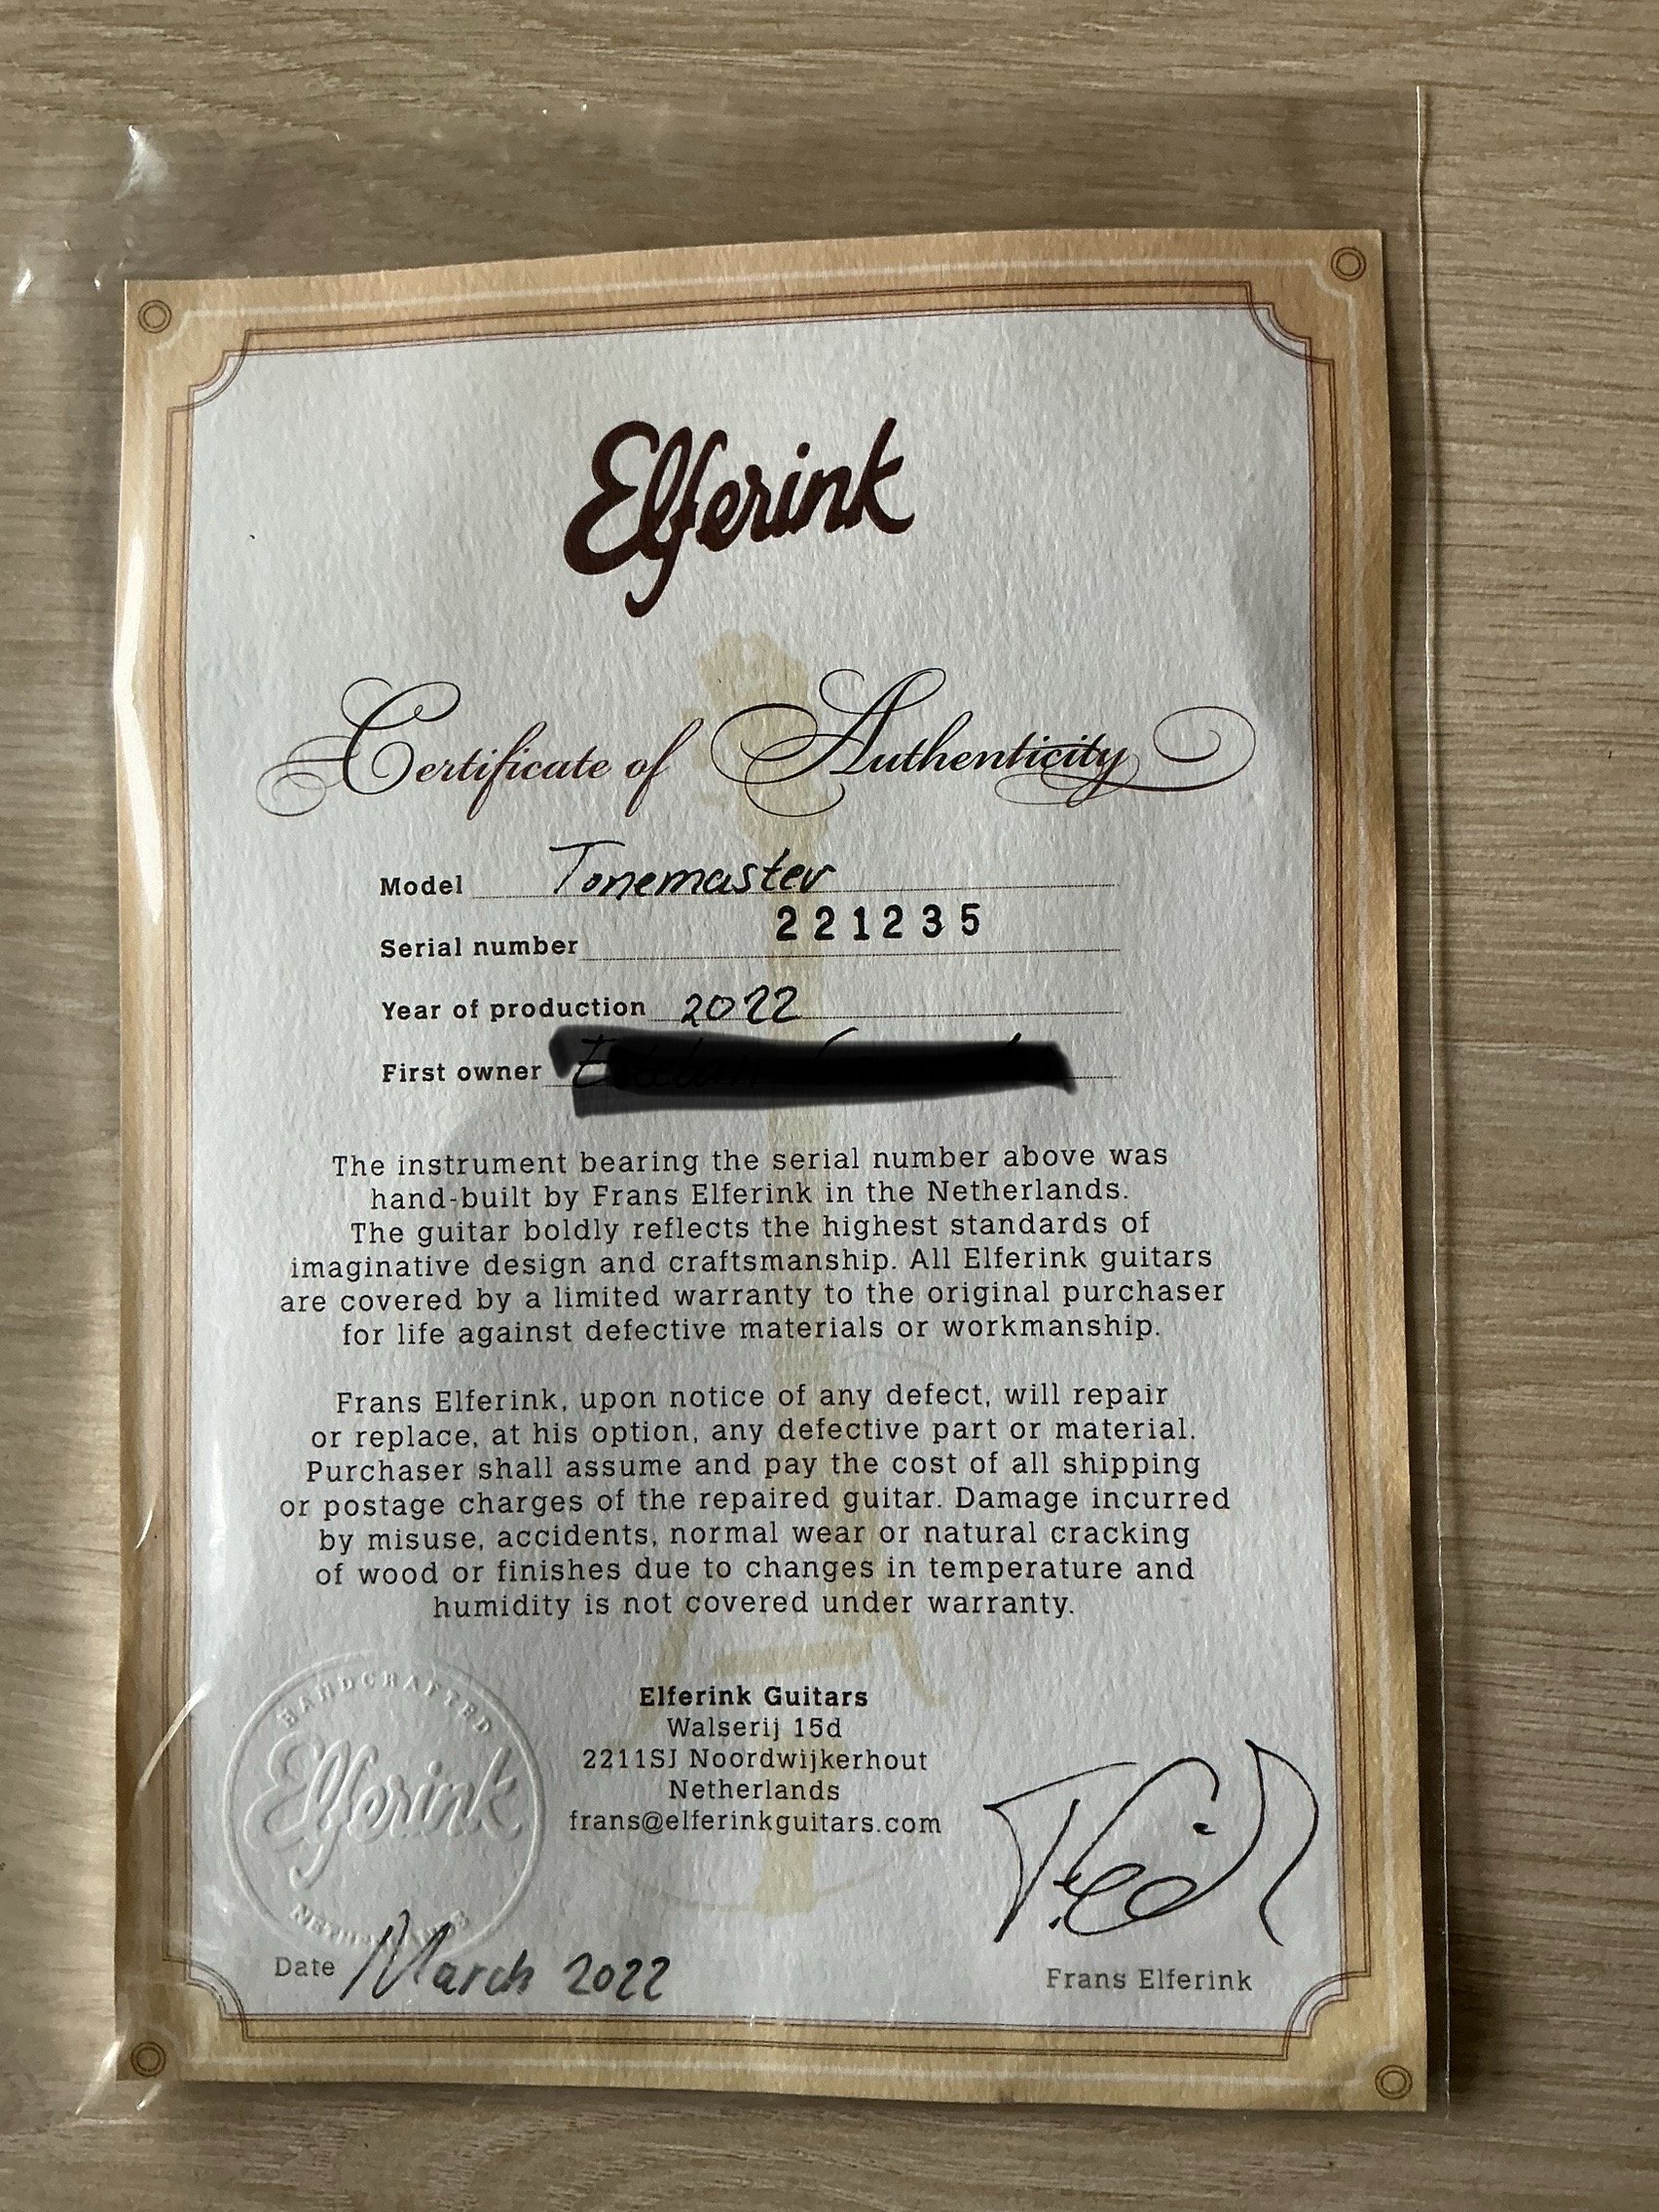 Elferink
Certificate of Authenticity
Model Tonemaster
Serial number 221235
Year of production 2022
First owner
The instrument bearing the serial number above was
hand-built by Frans Elferink in the Netherlands.
The guitar boldly reflects the highest standards of
imaginative design and craftsmanship. All Elferink guitars
are covered by a limited warranty to the original purchaser
for life against defective materials or workmanship.
Frans Elferink, upon notice of any defect, will repair
or replace, at his option, any defective part or material.
Purchaser shall assume and pay the cost of all shipping
or postage charges of the repaired guitar. Damage incurred
by misuse, accidents, normal wear or natural cracking
of wood or finishes due to changes in temperature and
humidity is not covered under warranty.
HANDCRAFTED
Elferink
Elferink Guitars
Walserij 15d
2211SJ Noordwijkerhout
Netherlands
frans@elferinkguitars.com
Date March 2022
Frans Elferink